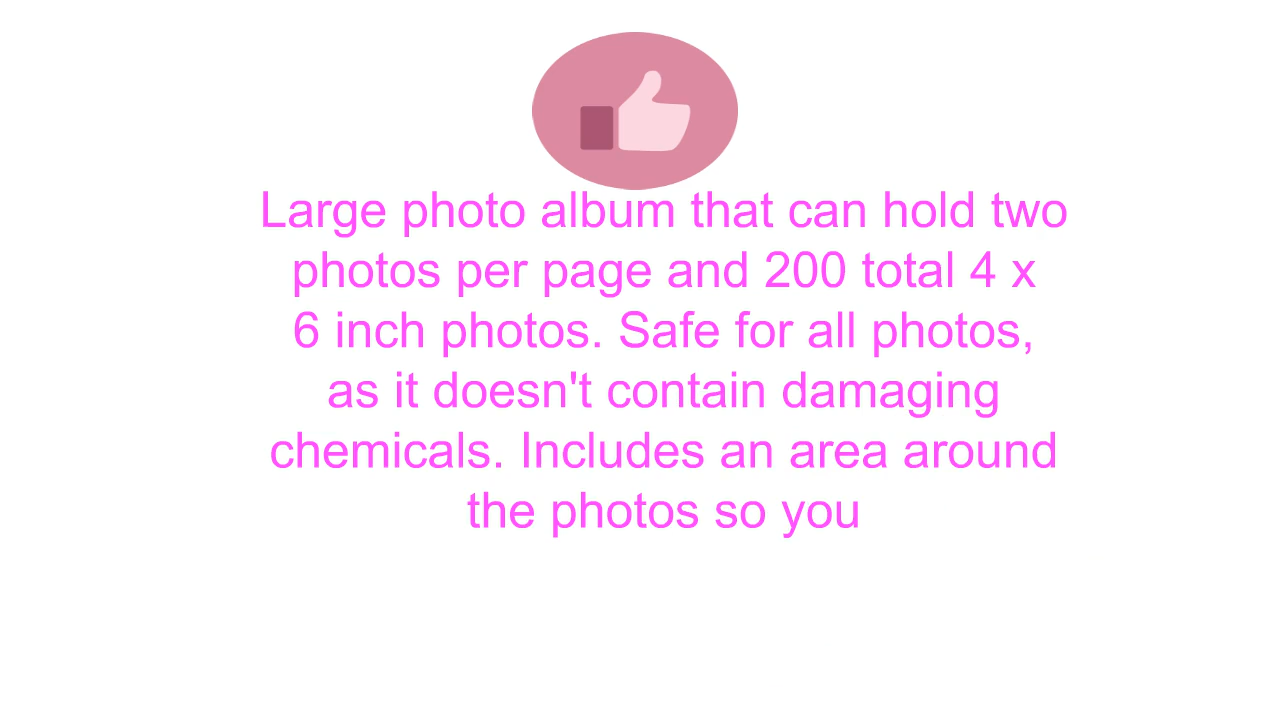 Large photo album that can hold two
photos per page and 200 total 4 x
6 inch photos. Safe for all photos,
as it doesn't contain damaging
chemicals. Includes an area around
the photos so you